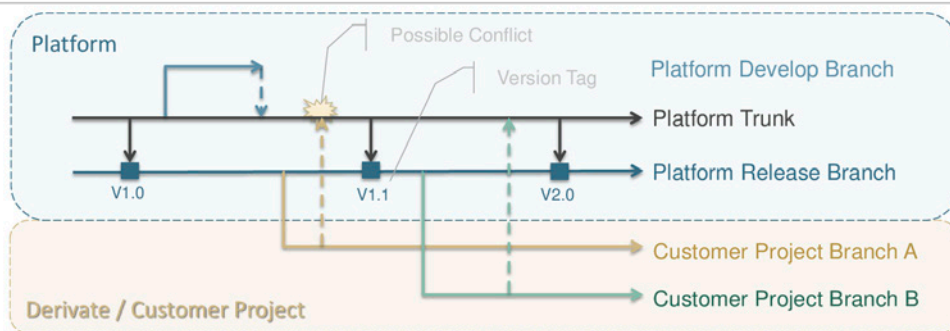 Possible Conflict
Platform
Platform Develop Branch
Version Tag
Platform Trunk
Platform Release Branch
V1.0
V1.1
V2.0
Customer Project Branch A
Customer Project Branch B
Derivate / Customer Project